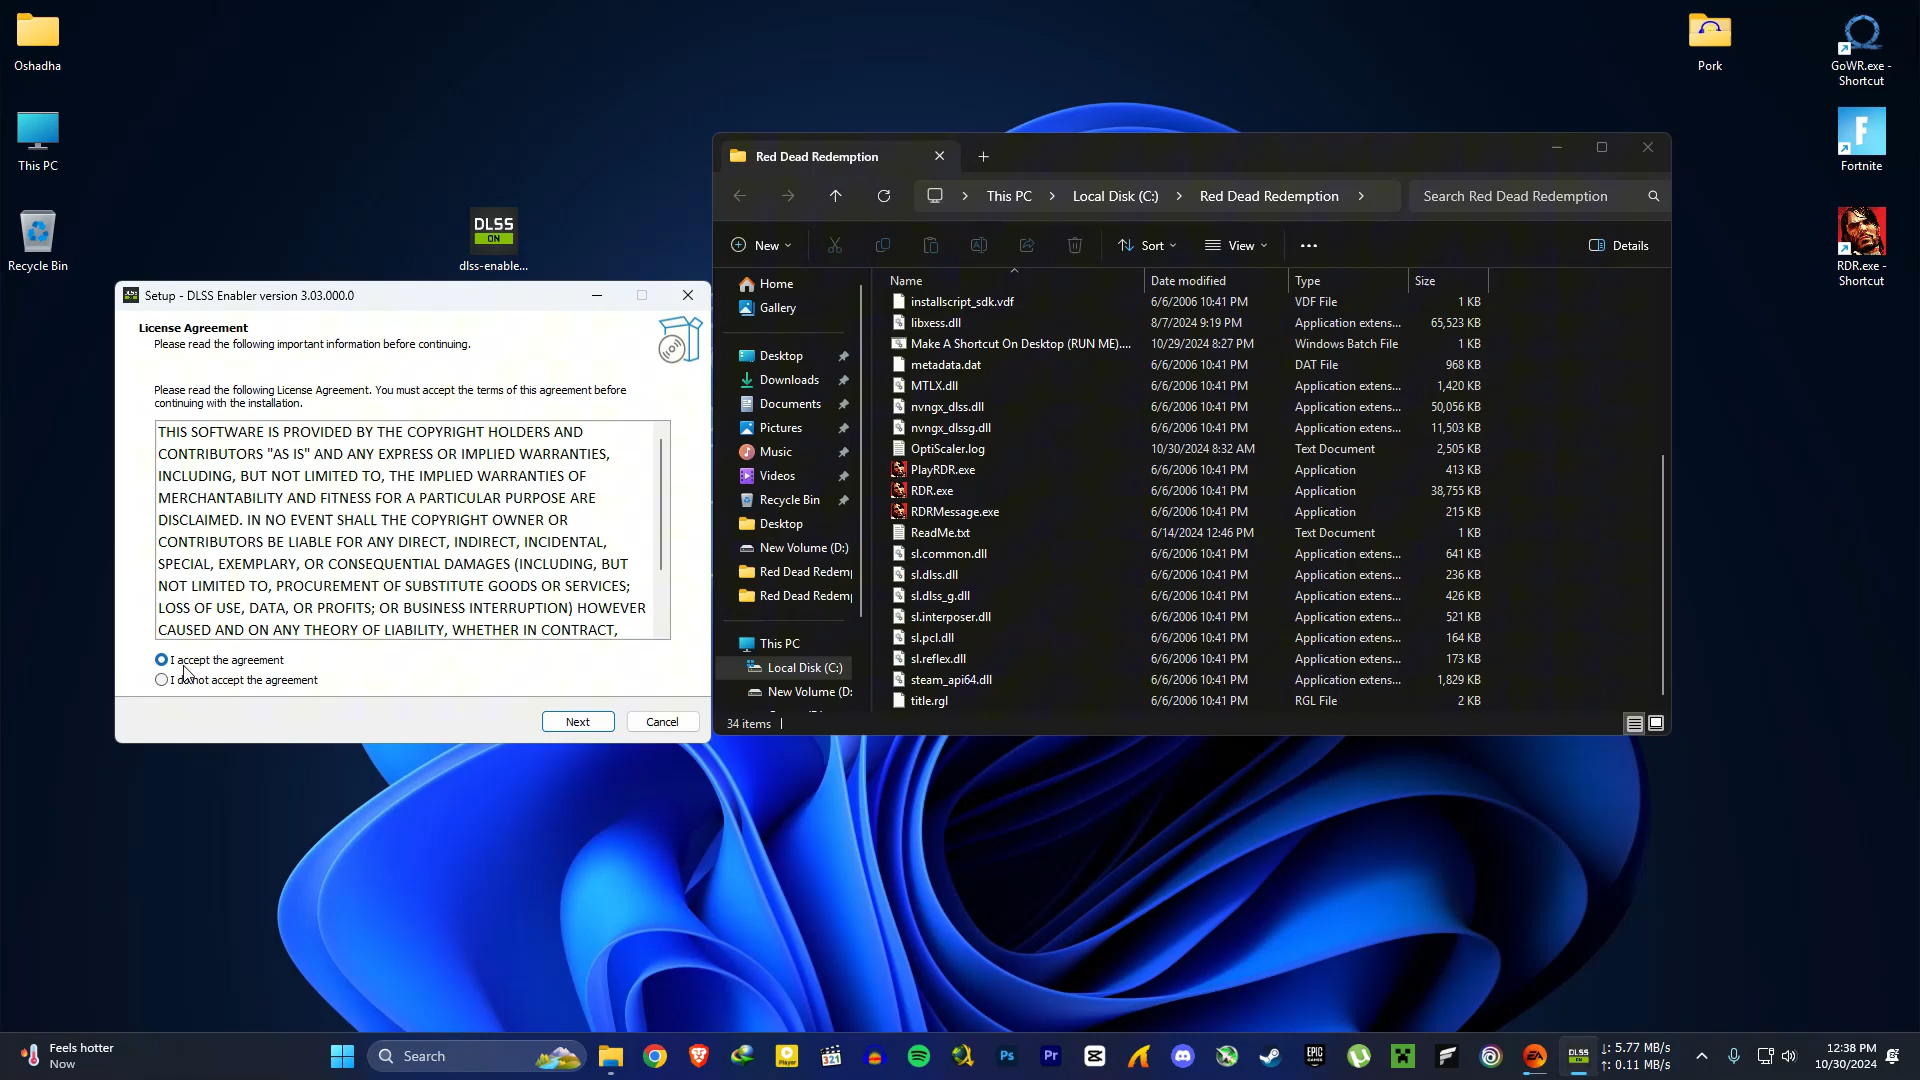 Oshadha
This PC
Recycle Bin
DLSS
ON
dlss-enable...
Pork
GoWR.exe -
Shortcut
Fortnite
RDR.exe -
Shortcut
Setup - DLSS Enabler version 3.03.000.0
License Agreement
Please read the following important information before continuing.
Please read the following License Agreement. You must accept the terms of this agreement before
continuing with the installation.
THIS SOFTWARE IS PROVIDED BY THE COPYRIGHT HOLDERS AND
CONTRIBUTORS "AS IS" AND ANY EXPRESS OR IMPLIED WARRANTIES,
INCLUDING, BUT NOT LIMITED TO, THE IMPLIED WARRANTIES OF
MERCHANTABILITY AND FITNESS FOR A PARTICULAR PURPOSE ARE
DISCLAIMED. IN NO EVENT SHALL THE COPYRIGHT OWNER OR
CONTRIBUTORS BE LIABLE FOR ANY DIRECT, INDIRECT, INCIDENTAL,
SPECIAL, EXEMPLARY, OR CONSEQUENTIAL DAMAGES (INCLUDING, BUT
NOT LIMITED TO, PROCUREMENT OF SUBSTITUTE GOODS OR SERVICES;
LOSS OF USE, DATA, OR PROFITS; OR BUSINESS INTERRUPTION) HOWEVER
CAUSED AND ON ANY THEORY OF LIABILITY, WHETHER IN CONTRACT,
I accept the agreement
I do not accept the agreement
Next Cancel
Red Dead Redemption
This PC > Local Disk (C:) > Red Dead Redemption > Search Red Dead Redemption
New Sort View ... Details
Home
Gallery
Desktop
Downloads
Documents
Pictures
Music
Videos
Recycle Bin
Desktop
New Volume (D:)
Red Dead Redem
Red Dead Redem
This PC
Local Disk (C:)
New Volume (D:
Name Date modified Type Size
installscript_sdk.vdf 6/6/2006 10:41 PM VDF File 1 KB
libxess.dll 8/7/2024 9:19 PM Application extens... 65,523 KB
Make A Shortcut On Desktop (RUN ME).... 10/29/2024 8:27 PM Windows Batch File 1 KB
metadata.dat 6/6/2006 10:41 PM DAT File 968 KB
MTLX.dll 6/6/2006 10:41 PM Application extens... 1,420 KB
nvngx_dlss.dll 6/6/2006 10:41 PM Application extens... 50,056 KB
nvngx_dlssg.dll 6/6/2006 10:41 PM Application extens... 11,503 KB
OptiScaler.log 10/30/2024 8:32 AM Text Document 2,505 KB
PlayRDR.exe 6/6/2006 10:41 PM Application 413 KB
RDR.exe 6/6/2006 10:41 PM Application 38,755 KB
RDRMessage.exe 6/6/2006 10:41 PM Application 215 KB
ReadMe.txt 6/14/2024 12:46 PM Text Document 1 KB
sl.common.dll 6/6/2006 10:41 PM Application extens... 641 KB
sl.dlss.dll 6/6/2006 10:41 PM Application extens... 236 KB
sl.dlss_g.dll 6/6/2006 10:41 PM Application extens... 426 KB
sl.interposer.dll 6/6/2006 10:41 PM Application extens... 521 KB
sl.pcl.dll 6/6/2006 10:41 PM Application extens... 164 KB
sl.reflex.dll 6/6/2006 10:41 PM Application extens... 173 KB
steam_api64.dll 6/6/2006 10:41 PM Application extens... 1,829 KB
title.rgl 6/6/2006 10:41 PM RGL File 2 KB
34 items
Feels hotter
Now
Search
321
Ps
Pr
EPIC
GAMES
EA
DLSS
ON
↓: 5.77 MB/s
↑: 0.11 MB/s
12:38 PM
10/30/2024